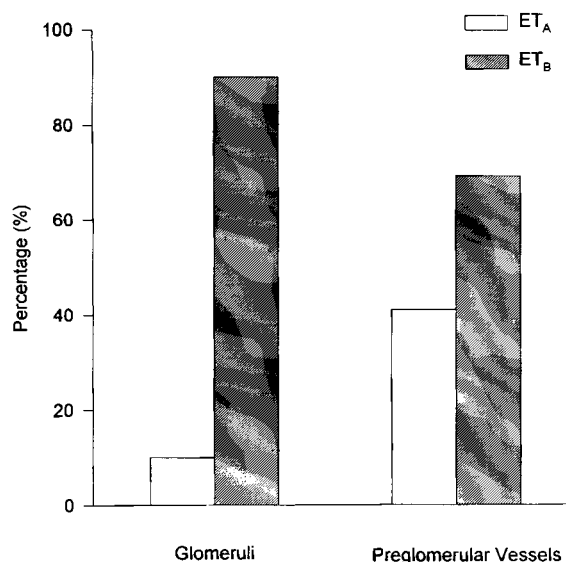 ET_A
ET_B
100
80
60
40
20
0
Percentage (%)
Glomeruli
Preglomerular Vessels